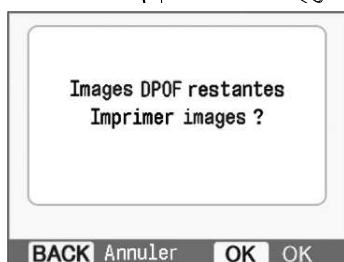 Images DPOF restantes
Imprimer images ?
BACK Annuler OK OK